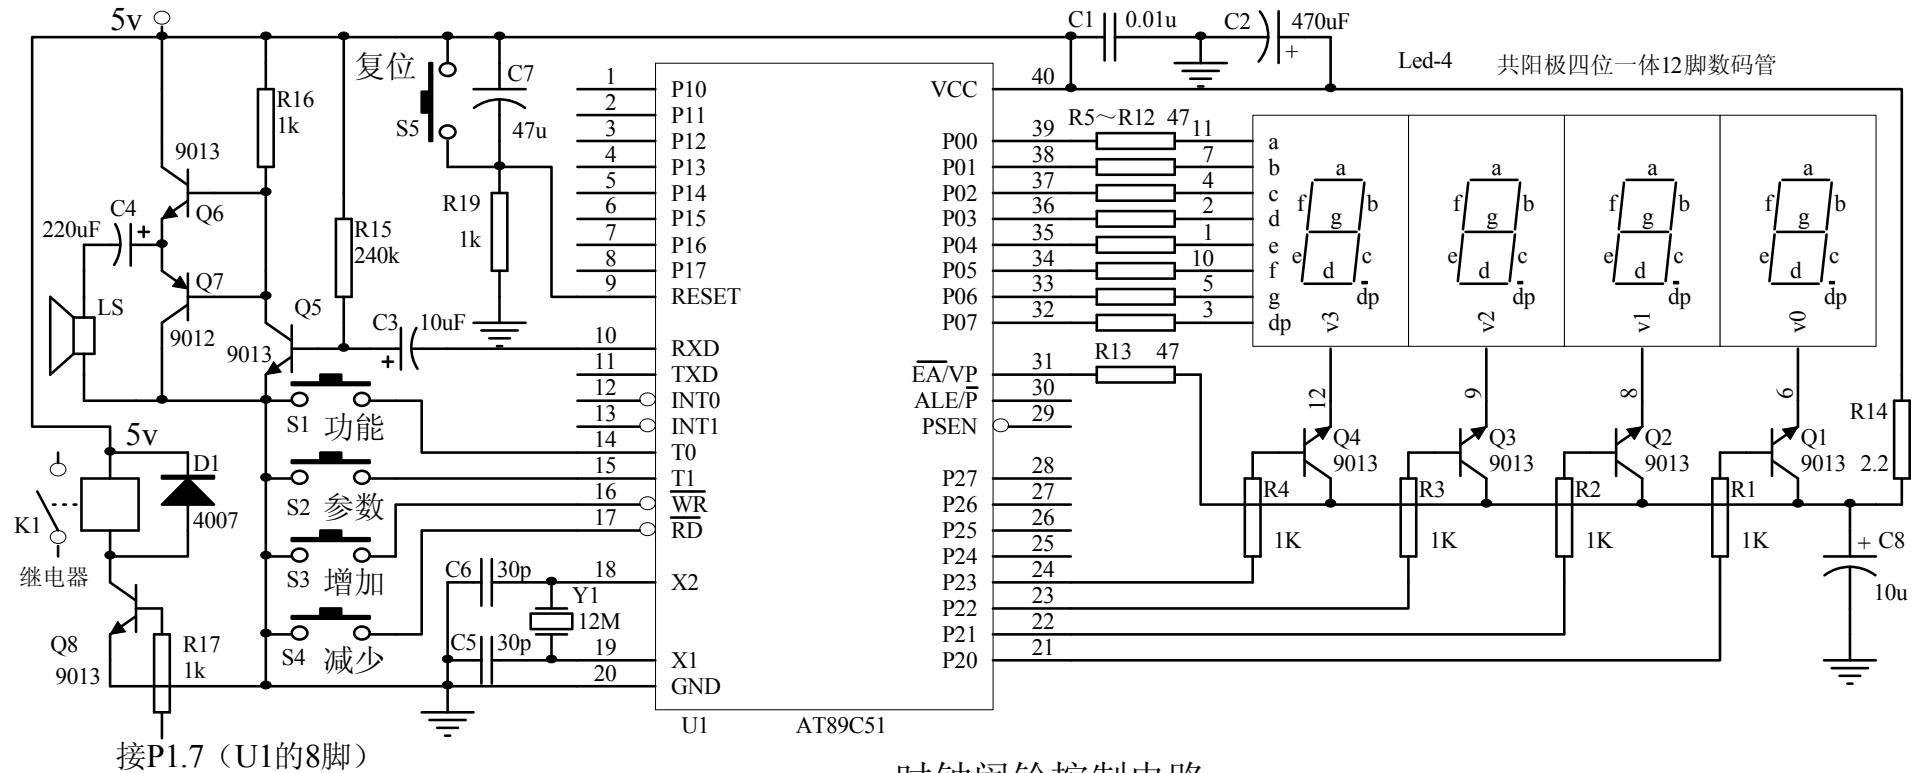 5v
C1 0.01u C2 470uF
+
Led-4 共阳极四位一体12脚数码管
复位
S5
C7
47u
R16
1k
9013
Q6
C4
220uF +
R15
240k
R19
1k
Q7
9012
LS
Q5
9013
C3 10uF
+
1 P10
2 P11
3 P12
4 P13
5 P14
6 P15
7 P16
8 P17
9 RESET
10 RXD
11 TXD
12 INT0
13 INT1
14 T0
15 T1
16 WR
17 RD
18 X2
19 X1
20 GND
VCC 40
P00 39
P01 38
P02 37
P03 36
P04 35
P05 34
P06 33
P07 32
EA/VP 31
ALE/P 30
PSEN 29
P27 28
P26 27
P25 26
P24 25
P23 24
P22 23
P21 22
P20 21
U1 AT89C51
R5～R12 47
11 a
7 b
4 c
2 d
1 e
10 f
5 g
3 dp
R13 47
a
f b
g
e c
d
dp
v3
a
f b
g
e c
d
dp
v2
a
f b
g
e c
d
dp
v1
a
f b
g
e c
d
dp
v0
12
9
8
6
Q4
9013
Q3
9013
Q2
9013
Q1
9013
R14
2.2
R4
1K
R3
1K
R2
1K
R1
1K
+ C8
10u
S1 功能
S2 参数
S3 增加
S4 减少
5v
D1
4007
K1
继电器
Q8
9013
R17
1k
C6 30p
Y1
12M
C5 30p
接P1.7（U1的8脚）